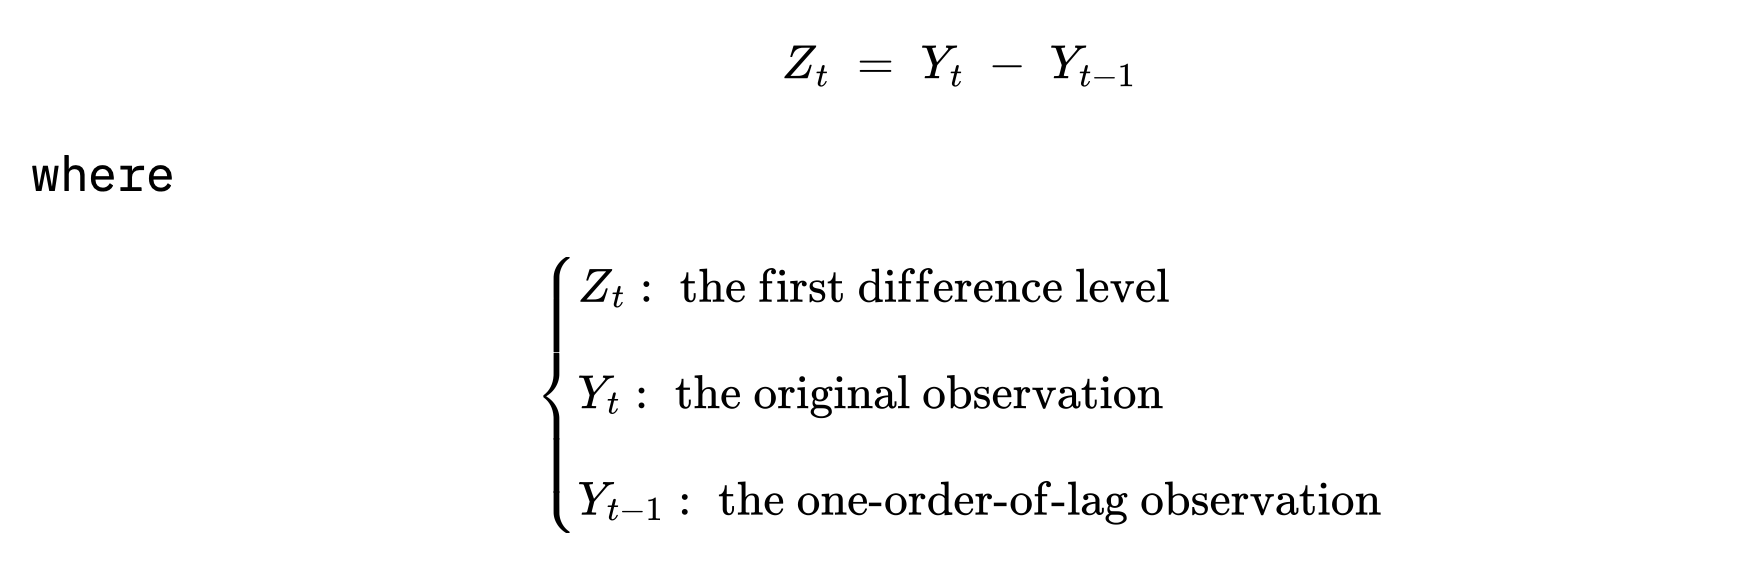 Z_t = Y_t − Y_{t−1}
where
Z_t : the first difference level
Y_t : the original observation
Y_{t−1} : the one-order-of-lag observation